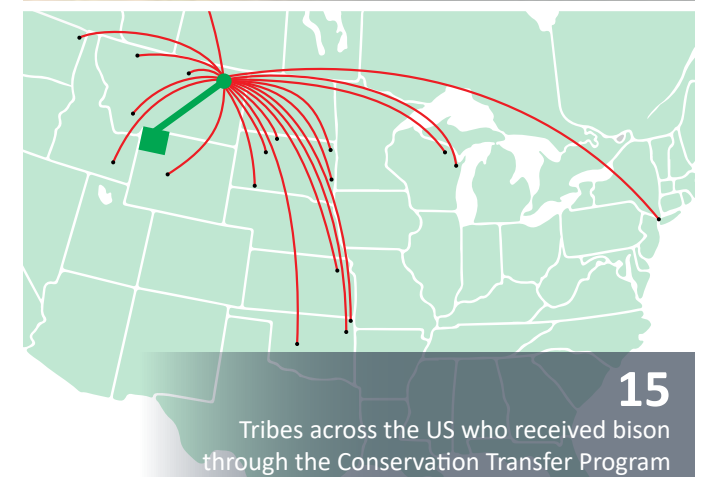 15
Tribes across the US who received bison
through the Conservation Transfer Program